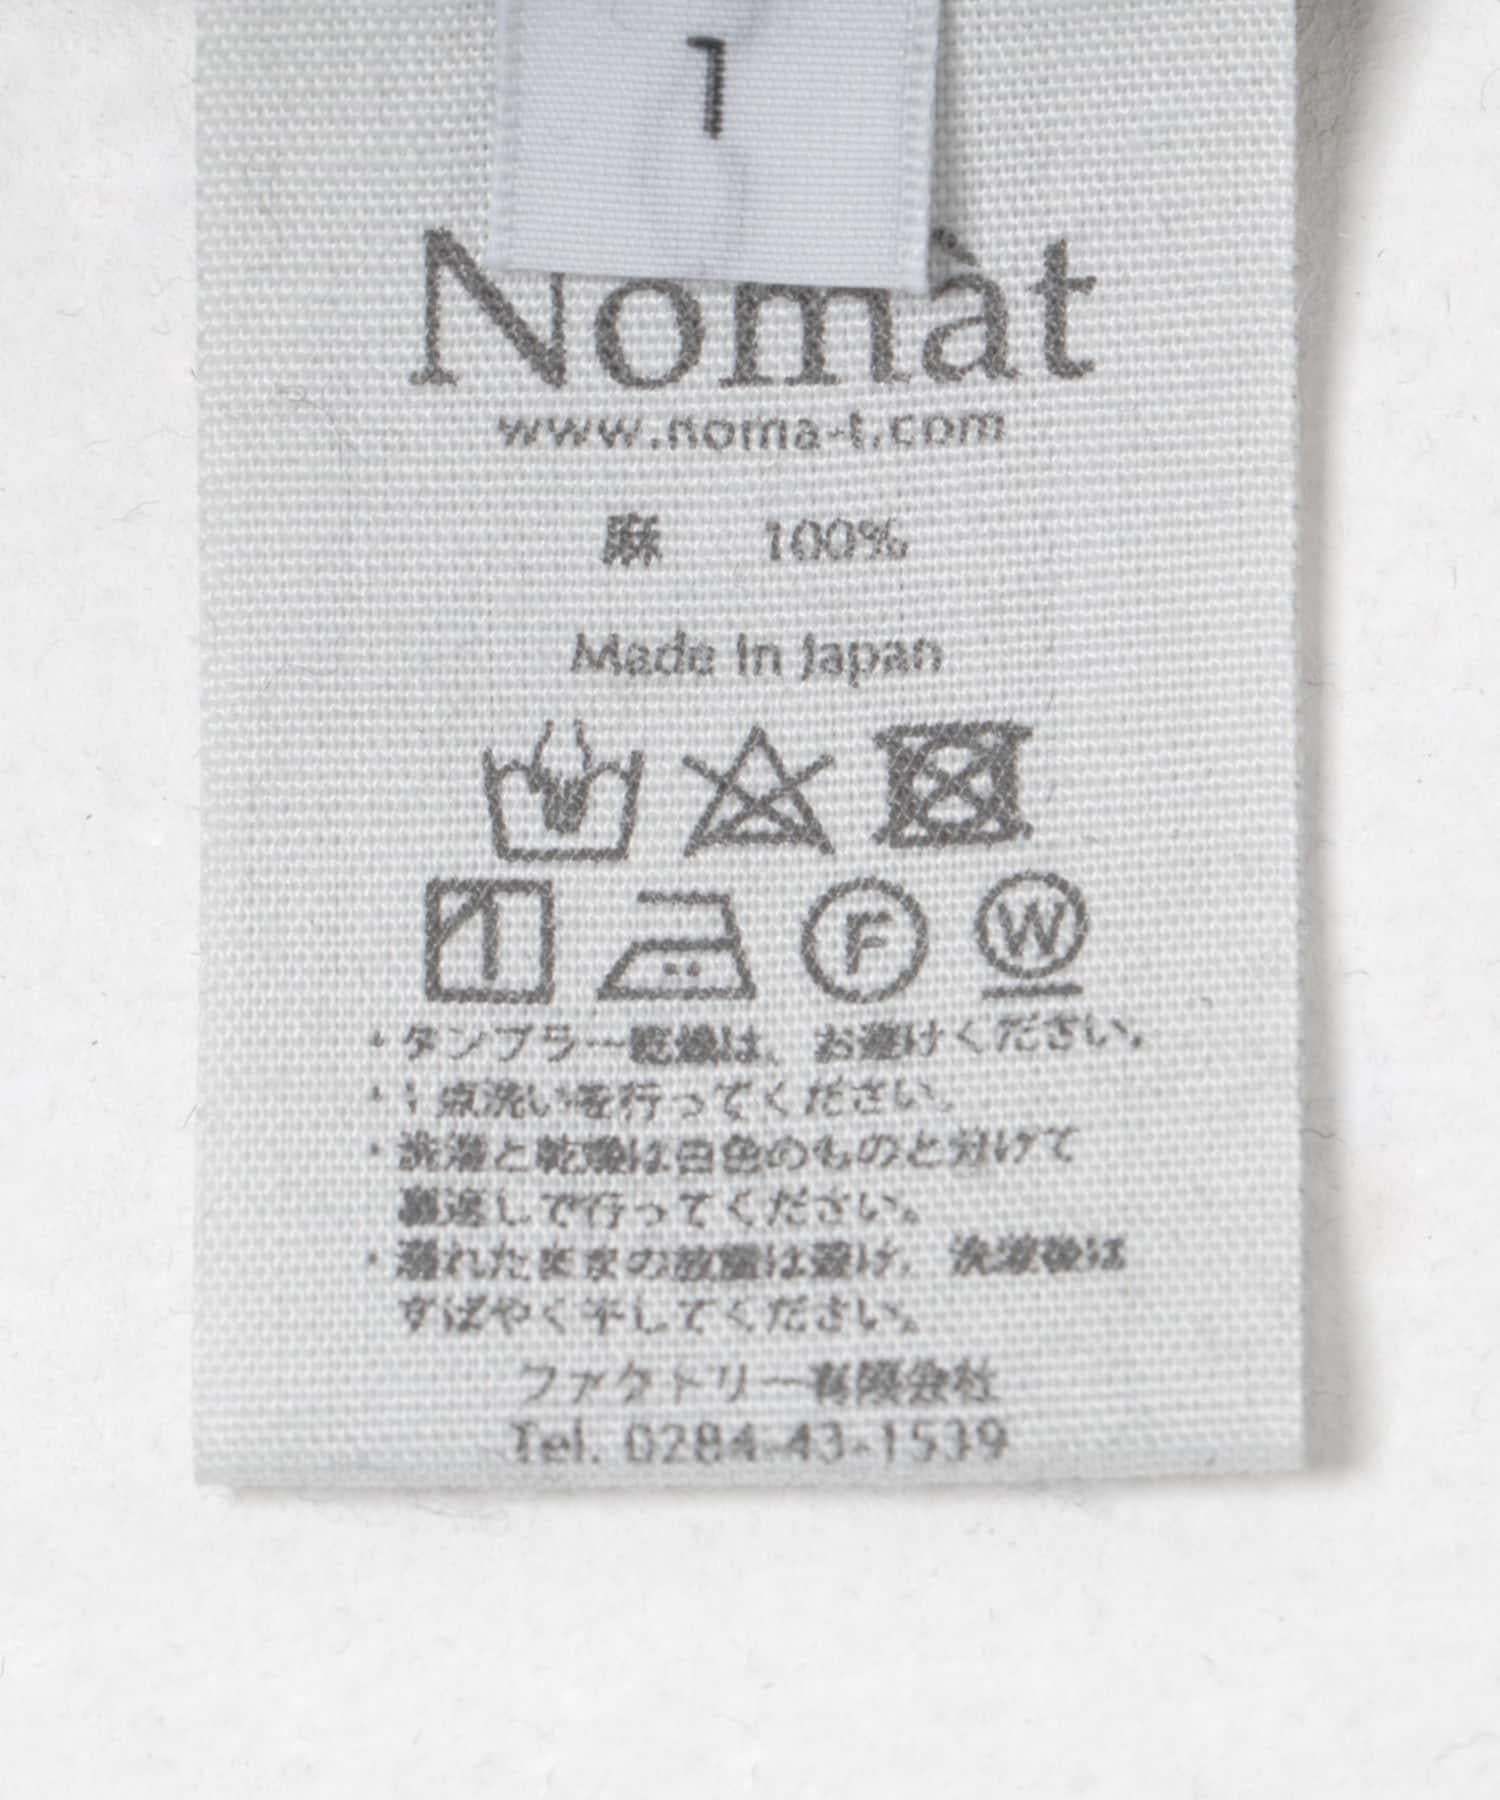 1
Nomàt
www.noma-t.com
麻 100%
Made In Japan
F W
・タンブラー乾燥は、お避けください。
・1点洗いを行ってください。
・洗濯と乾燥は白色のものと分けて
裏返しで行ってください。
・濡れたままの放置は避け、洗濯後は
すばやく干してください。
ファクトリー有限会社
Tel. 0284-43-1539